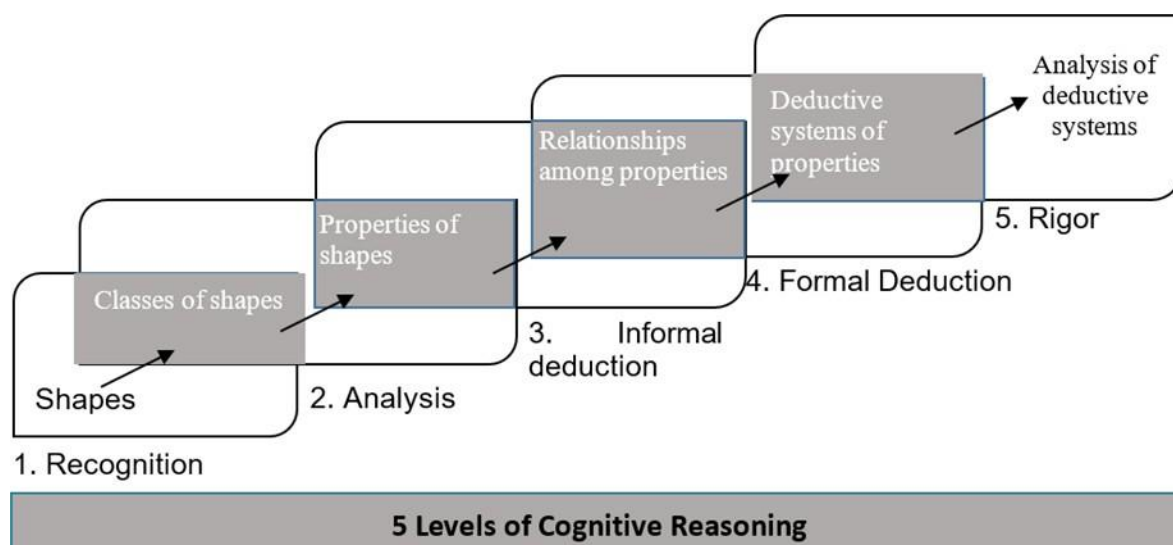 Shapes
1. Recognition
Classes of shapes
2. Analysis
Properties of
shapes
3. Informal
deduction
Relationships
among properties
4. Formal Deduction
Deductive
systems of
properties
5. Rigor
Analysis of
deductive
systems
5 Levels of Cognitive Reasoning